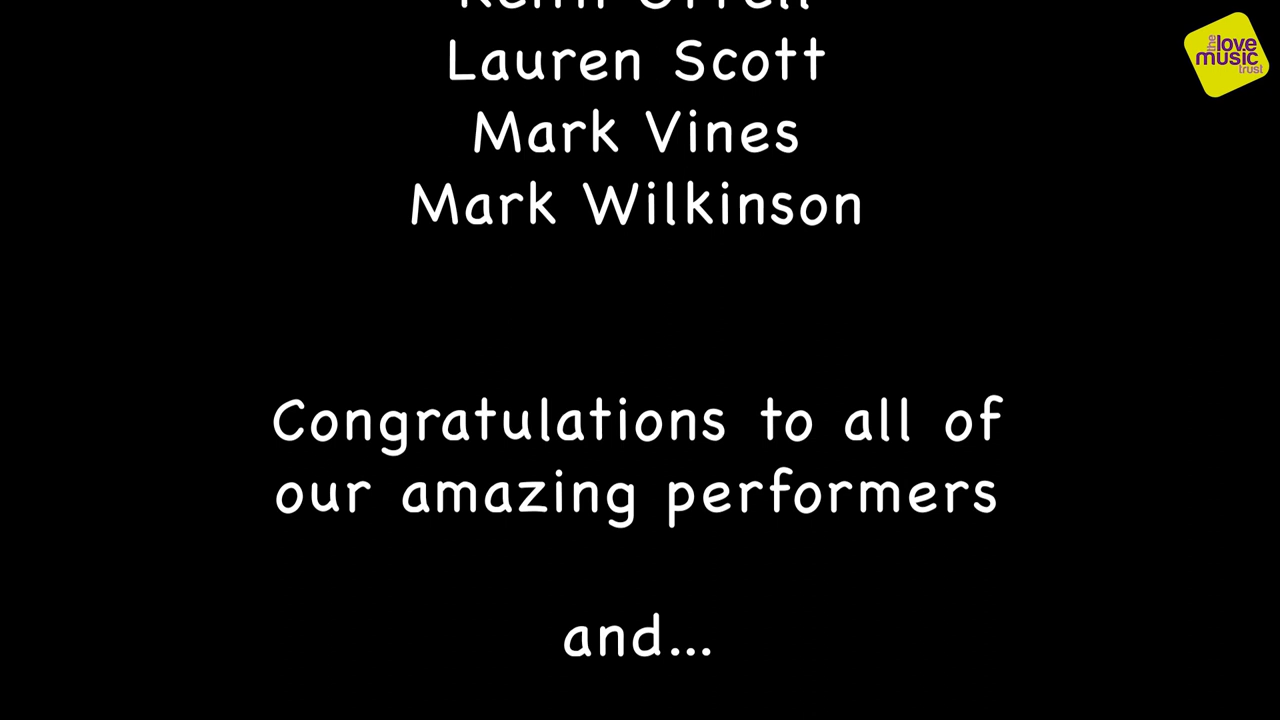 Lauren Scott
Mark Vines
Mark Wilkinson
Congratulations to all of
our amazing performers
and...
the
love
music
trust